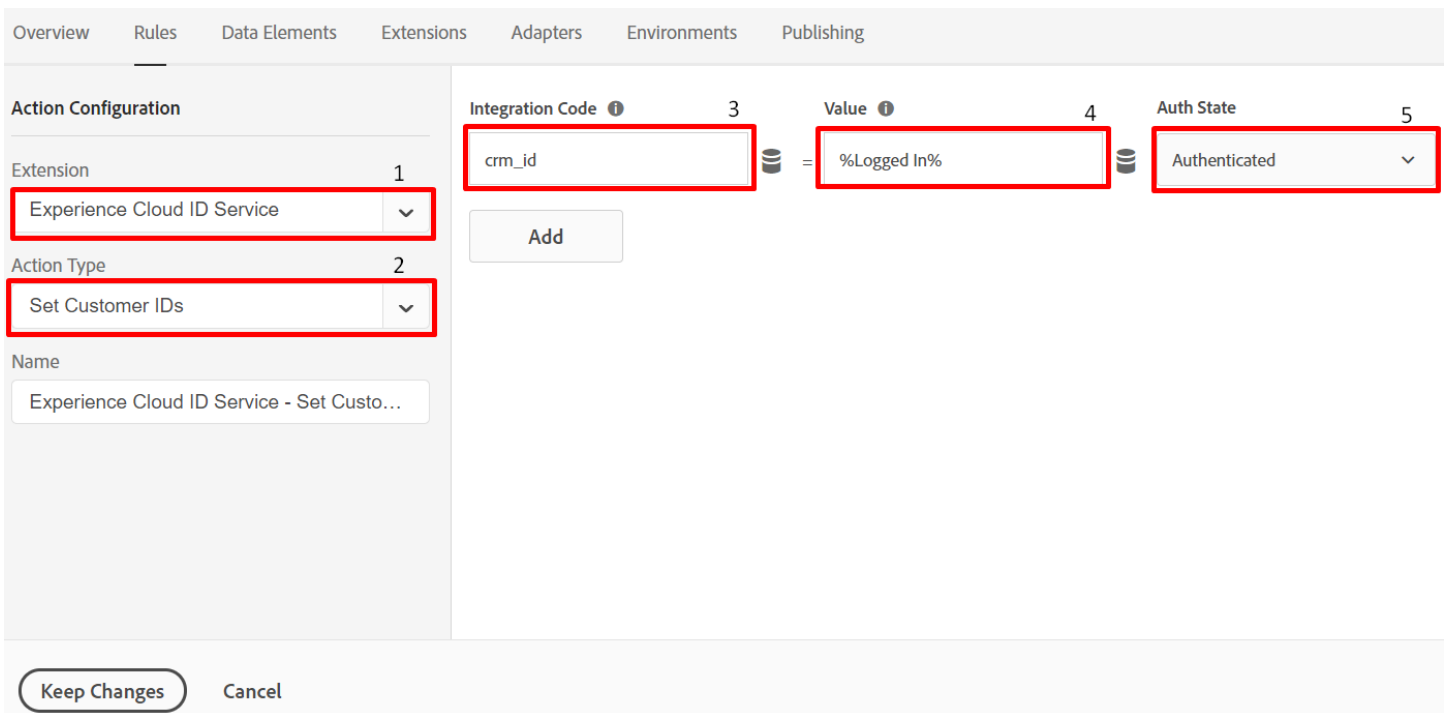 Overview Rules Data Elements Extensions Adapters Environments Publishing
Action Configuration
Extension 1
Experience Cloud ID Service
Action Type 2
Set Customer IDs
Name
Experience Cloud ID Service - Set Custo...
Integration Code 3 Value 4 Auth State 5
crm_id = %Logged In% Authenticated
Add
Keep Changes Cancel